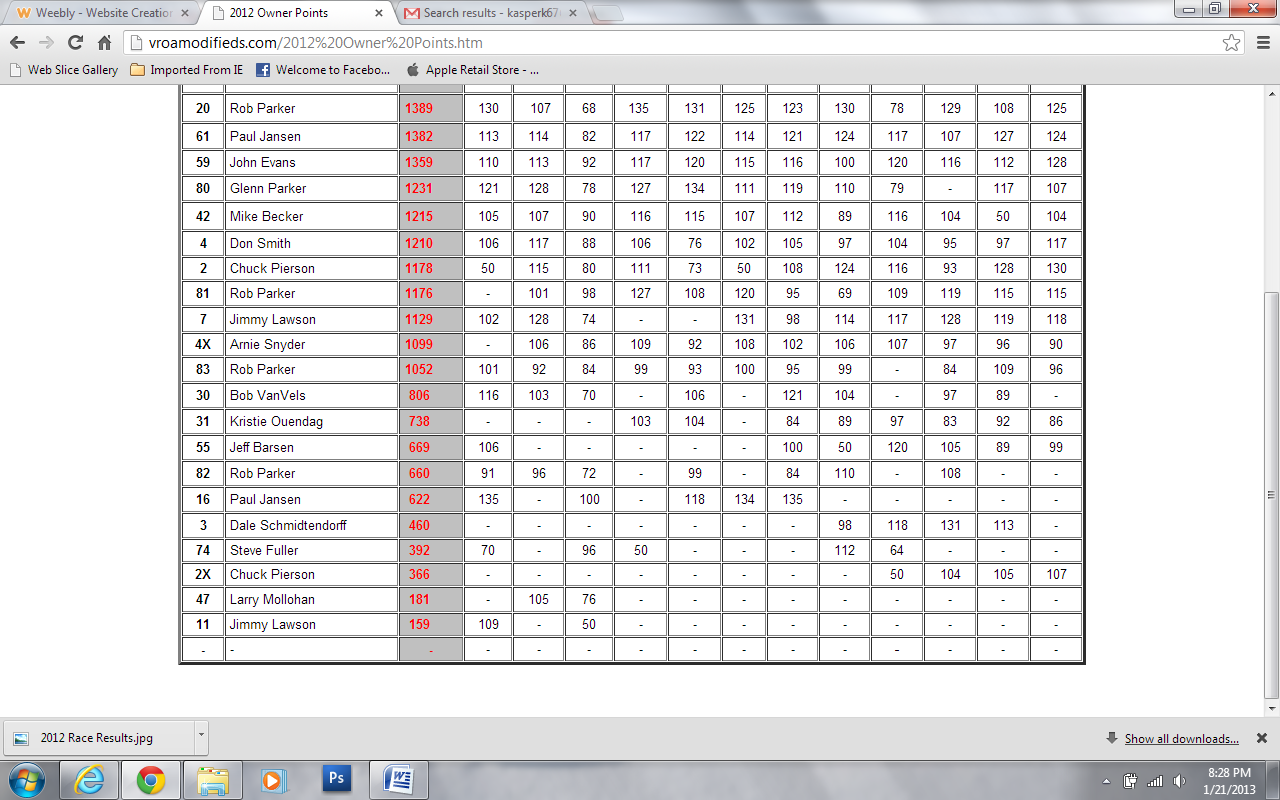 Weebly - Website Creation
2012 Owner Points
Search results - kasperk67
vroamodifieds.com/2012%20Owner%20Points.htm
Web Slice Gallery Imported From IE Welcome to Facebo... Apple Retail Store - ...
20 Rob Parker 1389 130 107 68 135 131 125 123 130 78 129 108 125
61 Paul Jansen 1382 113 114 82 117 122 114 121 124 117 107 127 124
59 John Evans 1359 110 113 92 117 120 115 116 100 120 116 112 128
80 Glenn Parker 1231 121 128 78 127 134 111 119 110 79 - 117 107
42 Mike Becker 1215 105 107 90 116 115 107 112 89 116 104 50 104
4 Don Smith 1210 106 117 88 106 76 102 105 97 104 95 97 117
2 Chuck Pierson 1178 50 115 80 111 73 50 108 124 116 93 128 130
81 Rob Parker 1176 - 101 98 127 108 120 95 69 109 119 115 115
7 Jimmy Lawson 1129 102 128 74 - - 131 98 114 117 128 119 118
4X Arnie Snyder 1099 - 106 86 109 92 108 102 106 107 97 96 90
83 Rob Parker 1052 101 92 84 99 93 100 95 99 - 84 109 96
30 Bob VanVels 806 116 103 70 - 106 - 121 104 - 97 89 -
31 Kristie Ouendag 738 - - - 103 104 - 84 89 97 83 92 86
55 Jeff Barsen 669 106 - - - - - 100 50 120 105 89 99
82 Rob Parker 660 91 96 72 - 99 - 84 110 - 108 - -
16 Paul Jansen 622 135 - 100 - 118 134 135 - - - - -
3 Dale Schmidtendorff 460 - - - - - - - 98 118 131 113 -
74 Steve Fuller 392 70 - 96 50 - - - 112 64 - - -
2X Chuck Pierson 366 - - - - - - - - 50 104 105 107
47 Larry Mollohan 181 - 105 76 - - - - - - - - -
11 Jimmy Lawson 159 109 - 50 - - - - - - - - -
- - - - - - - - - - - - - - -
2012 Race Results.jpg
Show all downloads...
Ps
8:28 PM
1/21/2013